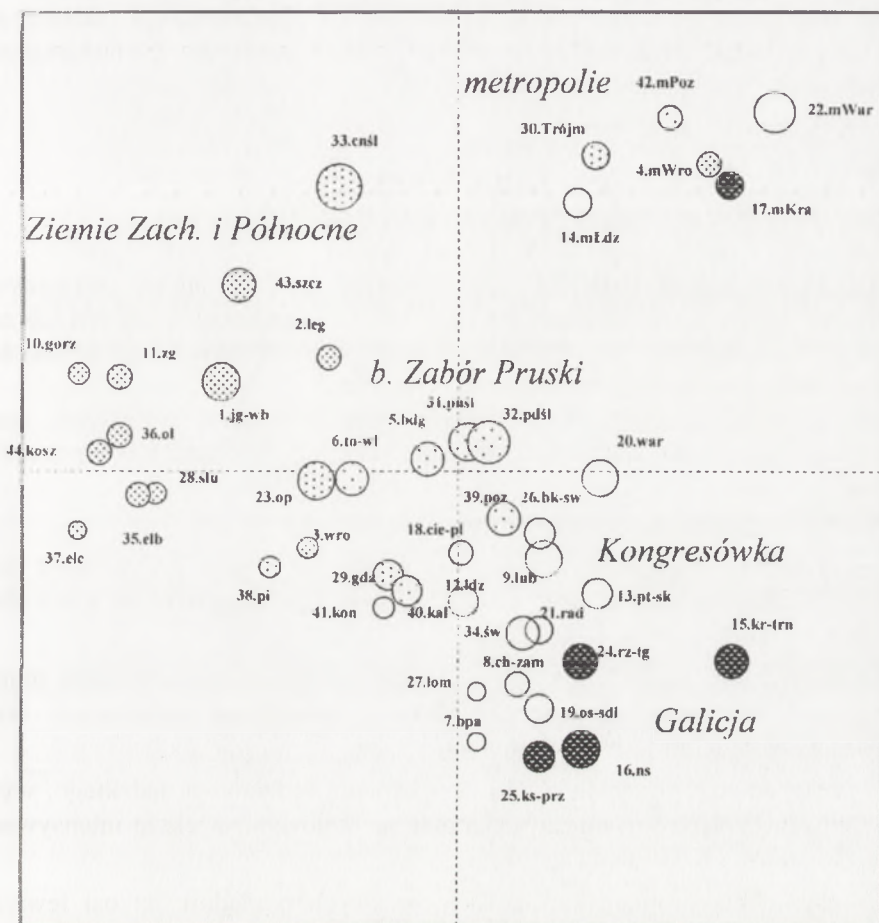 metropolie
42.mPoz
22.mWar
30.Trójm
33.cnśl
4.mWro
17.mKra
14.mŁdz
Ziemie Zach. i Północne
43.szcz
2.leg
10.gorz
11.zg
b. Zabór Pruski
1.jg-wb
5.bdg
32.pdśl
36.ol
44.kosz
6.to-wl
20.war
28.słu
23.op
39.poz
26.bk-sw
35.elb
37.elc
3.wro
18.cie-pl
Kongresówka
38.pi
29.gdz
12.ldz
9.lub
13.pt-sk
41.kon
40.kal
21.rad
15.kr-trn
34.św
24.rz-tg
8.ch-zam
27.łom
19.os-sdl
Galicja
7.bpa
16.ns
25.ks-prz